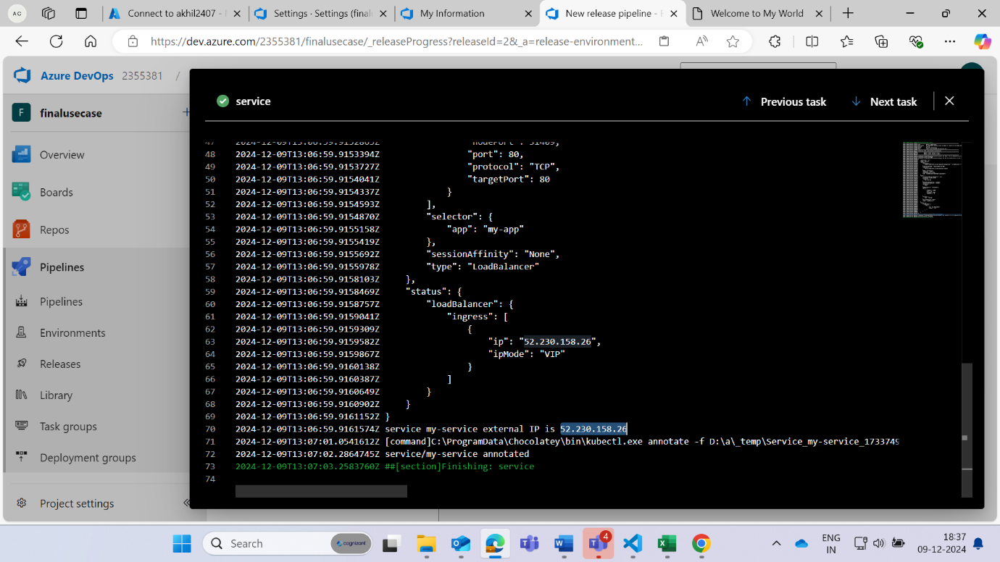 AC
Connect to akhil2407 -
Settings · Settings (final
My Information
New release pipeline -
Welcome to My World
https://dev.azure.com/2355381/finalusecase/_releaseProgress?releaseId=2&_a=release-environment...
Azure DevOps 2355381 /
F finalusecase
Overview
Boards
Repos
Pipelines
Pipelines
Environments
Releases
Library
Task groups
Deployment groups
Project settings
service
Previous task
Next task
47 2024-12-09T13:06:59.9152865Z "nodePort": 31409,
48 2024-12-09T13:06:59.9153394Z "port": 80,
49 2024-12-09T13:06:59.9153727Z "protocol": "TCP",
50 2024-12-09T13:06:59.9154041Z "targetPort": 80
51 2024-12-09T13:06:59.9154337Z }
52 2024-12-09T13:06:59.9154593Z ],
53 2024-12-09T13:06:59.9154870Z "selector": {
54 2024-12-09T13:06:59.9155158Z "app": "my-app"
55 2024-12-09T13:06:59.9155419Z },
56 2024-12-09T13:06:59.9155692Z "sessionAffinity": "None",
57 2024-12-09T13:06:59.9155978Z "type": "LoadBalancer"
58 2024-12-09T13:06:59.9158103Z },
59 2024-12-09T13:06:59.9158469Z "status": {
60 2024-12-09T13:06:59.9158757Z "loadBalancer": {
61 2024-12-09T13:06:59.9159041Z "ingress": [
62 2024-12-09T13:06:59.9159309Z {
63 2024-12-09T13:06:59.9159582Z "ip": "52.230.158.26",
64 2024-12-09T13:06:59.9159867Z "ipMode": "VIP"
65 2024-12-09T13:06:59.9160138Z }
66 2024-12-09T13:06:59.9160387Z ]
67 2024-12-09T13:06:59.9160649Z }
68 2024-12-09T13:06:59.9160902Z }
69 2024-12-09T13:06:59.9161152Z }
70 2024-12-09T13:06:59.9161574Z service my-service external IP is 52.230.158.26
71 2024-12-09T13:07:01.0541612Z [command]C:\ProgramData\Chocolatey\bin\kubectl.exe annotate -f D:\a\_temp\Service_my-service_1733749
72 2024-12-09T13:07:02.2864745Z service/my-service annotated
73 2024-12-09T13:07:03.2583760Z ##[section]Finishing: service
74
Search
cognizant
4
ENG
IN
18:37
09-12-2024